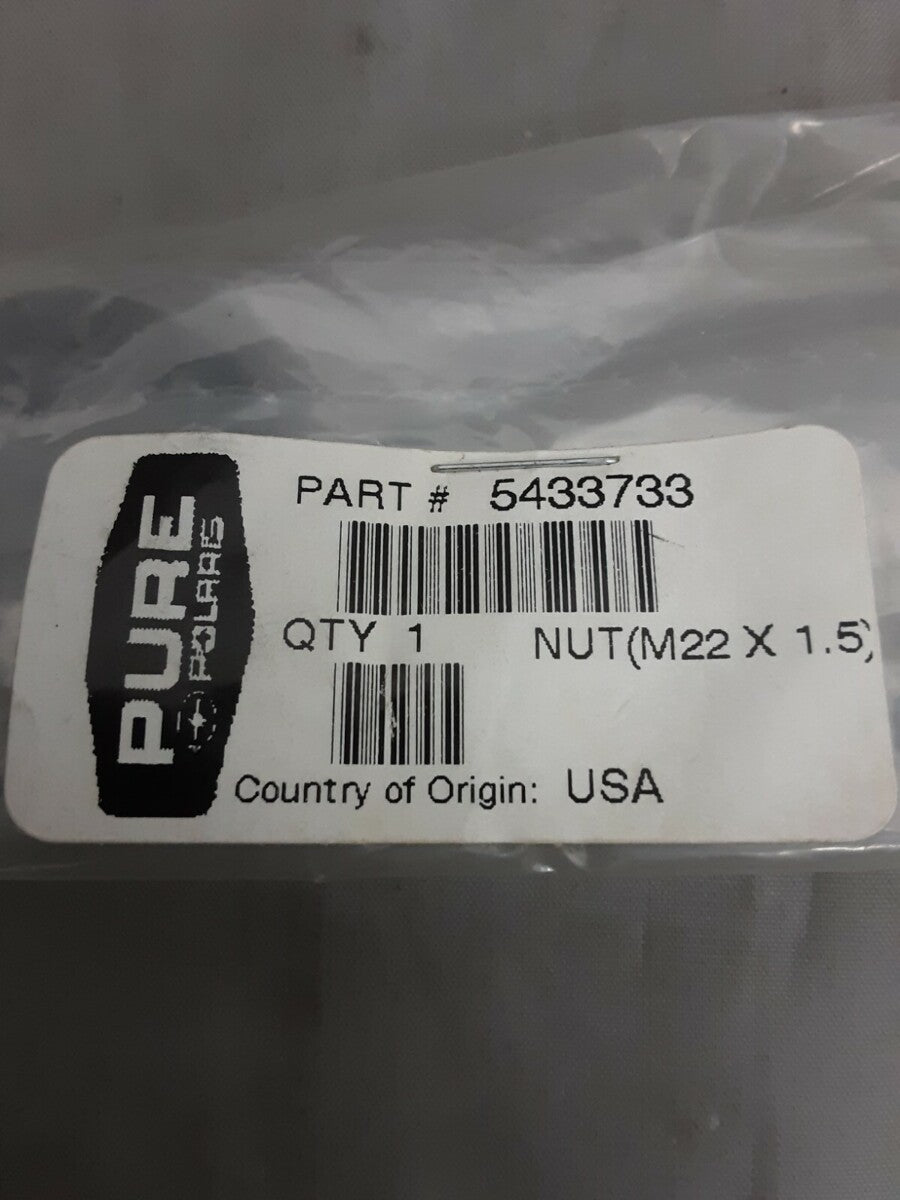 PURE
POLARIS
PART # 5433733
QTY 1 NUT(M22 X 1.5)
Country of Origin: USA